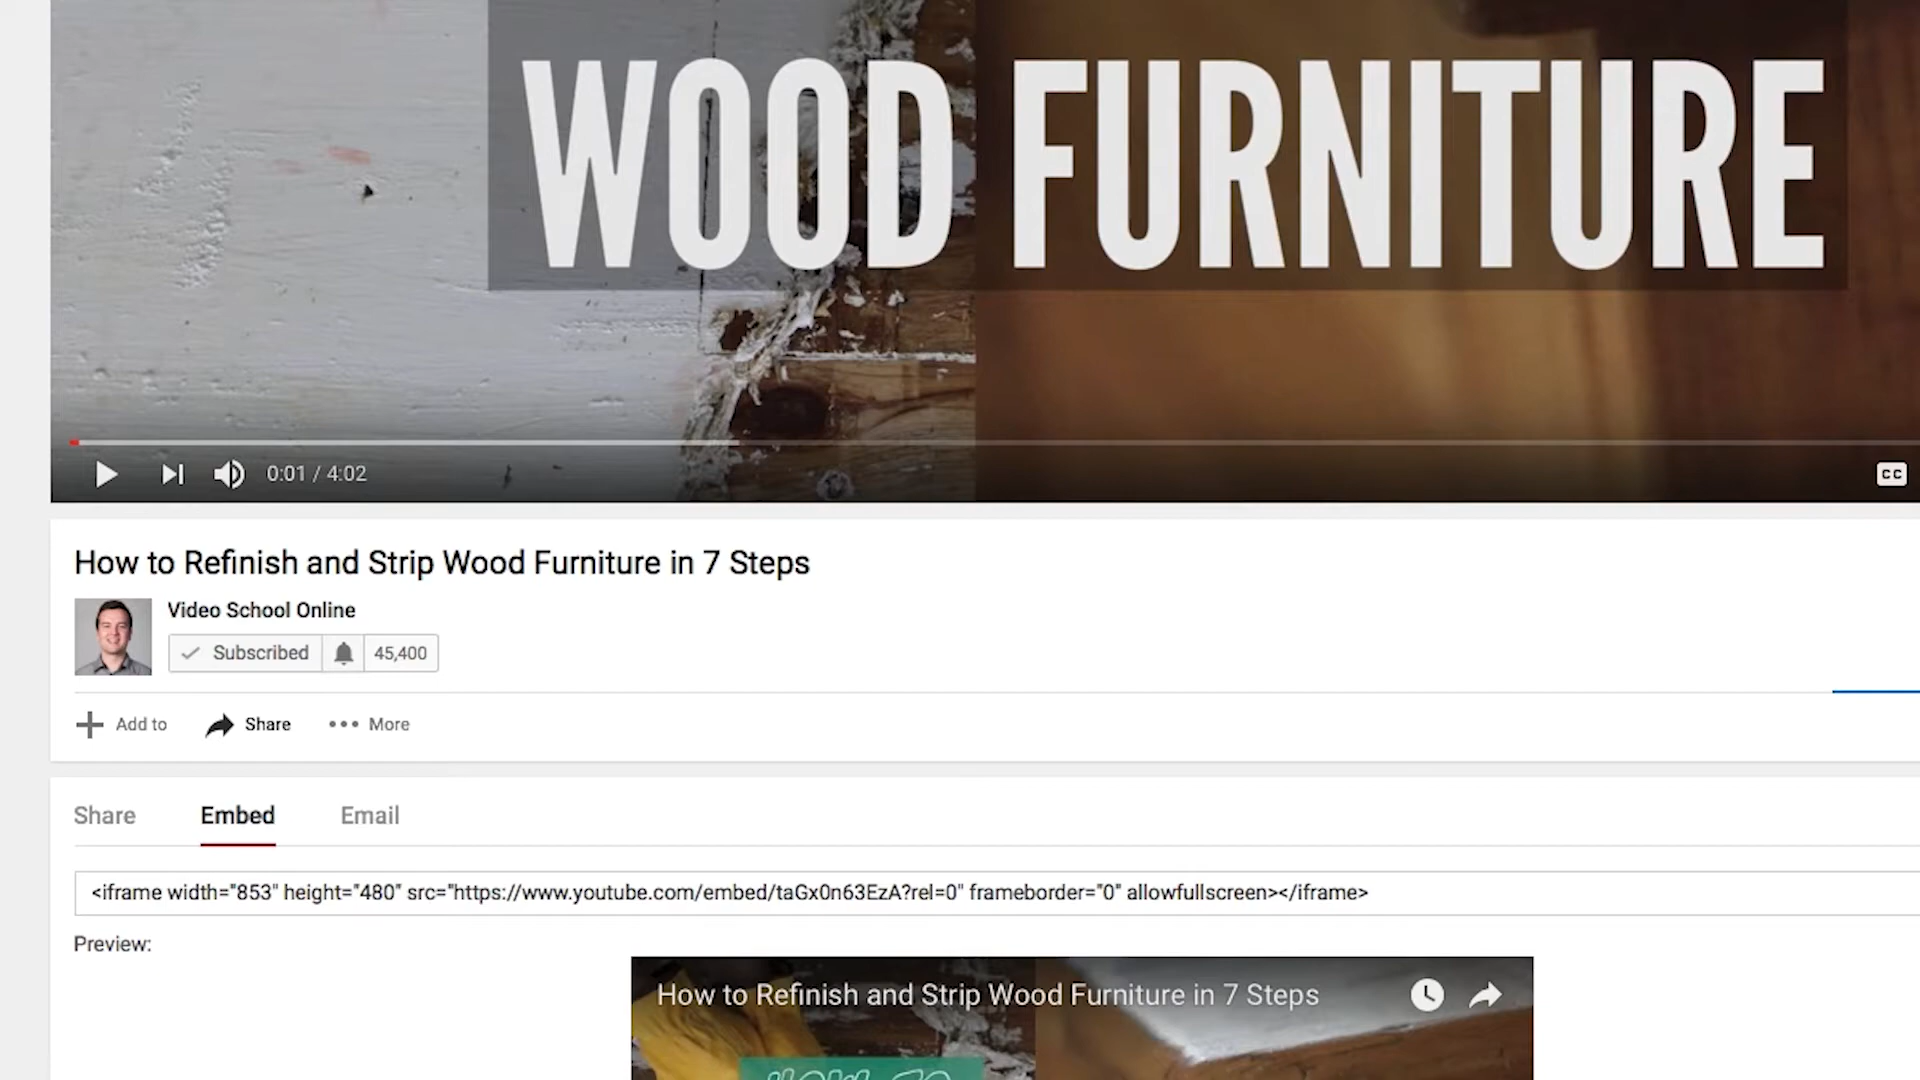 WOOD FURNITURE
0:01 / 4:02
CC
How to Refinish and Strip Wood Furniture in 7 Steps
Video School Online
Subscribed 45,400
Add to Share More
Share Embed Email
<iframe width="853" height="480" src="https://www.youtube.com/embed/taGx0n63EzA?rel=0" frameborder="0" allowfullscreen></iframe>
Preview:
How to Refinish and Strip Wood Furniture in 7 Steps
HOW TO